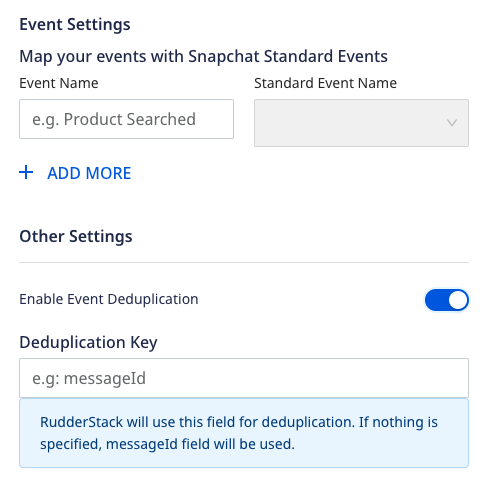 Event Settings
Map your events with Snapchat Standard Events
Event Name
Standard Event Name
e.g. Product Searched
+ ADD MORE
Other Settings
Enable Event Deduplication
Deduplication Key
e.g: messageId
RudderStack will use this field for deduplication. If nothing is
specified, messageId field will be used.